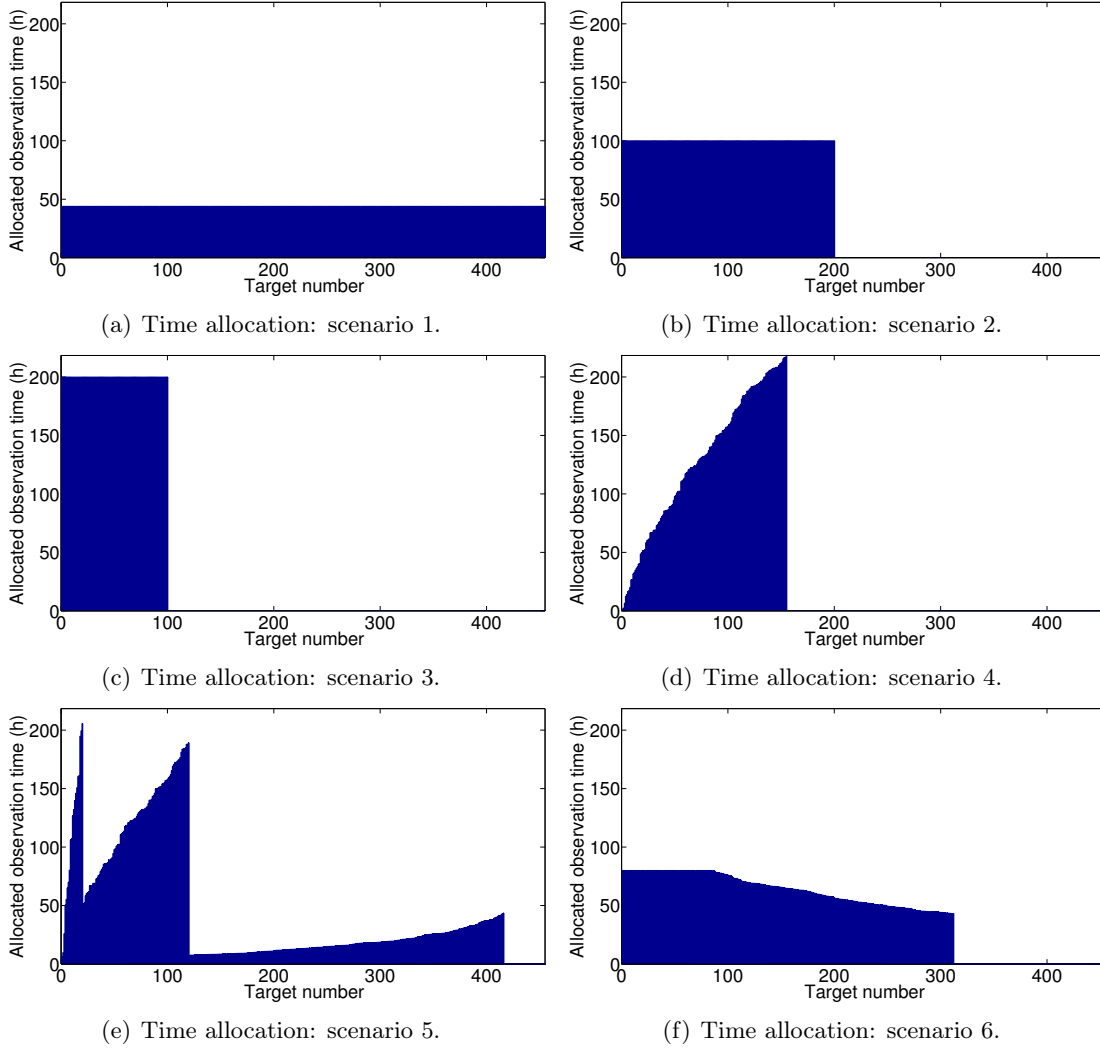 200
150
100
50
0
Allocated observation time (h)
0 100 200 300 400
Target number
(a) Time allocation: scenario 1.
200
150
100
50
0
Allocated observation time (h)
0 100 200 300 400
Target number
(b) Time allocation: scenario 2.
200
150
100
50
0
Allocated observation time (h)
0 100 200 300 400
Target number
(c) Time allocation: scenario 3.
200
150
100
50
0
Allocated observation time (h)
0 100 200 300 400
Target number
(d) Time allocation: scenario 4.
200
150
100
50
0
Allocated observation time (h)
0 100 200 300 400
Target number
(e) Time allocation: scenario 5.
200
150
100
50
0
Allocated observation time (h)
0 100 200 300 400
Target number
(f) Time allocation: scenario 6.